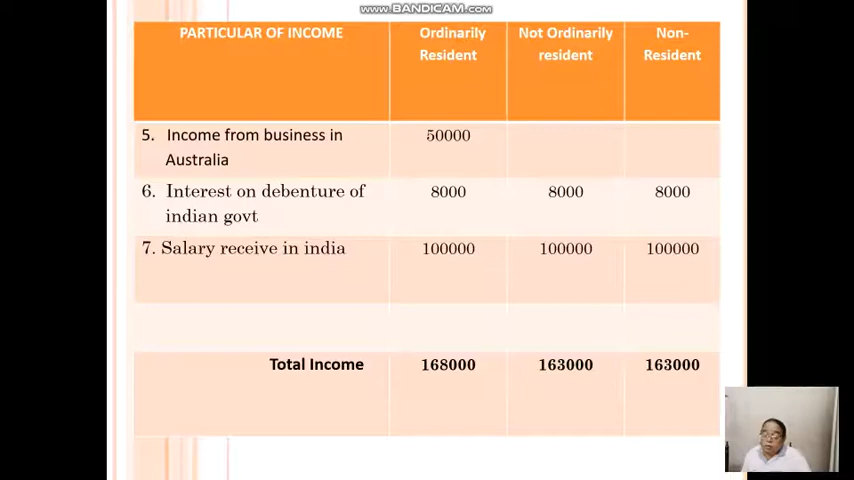 WWW.BANDICAM.COM
PARTICULAR OF INCOME
Ordinarily
Resident
Not Ordinarily
resident
Non-
Resident
5. Income from business in
Australia
50000
6. Interest on debenture of
indian govt
8000
8000
8000
7. Salary receive in india
100000
100000
100000
Total Income
168000
163000
163000